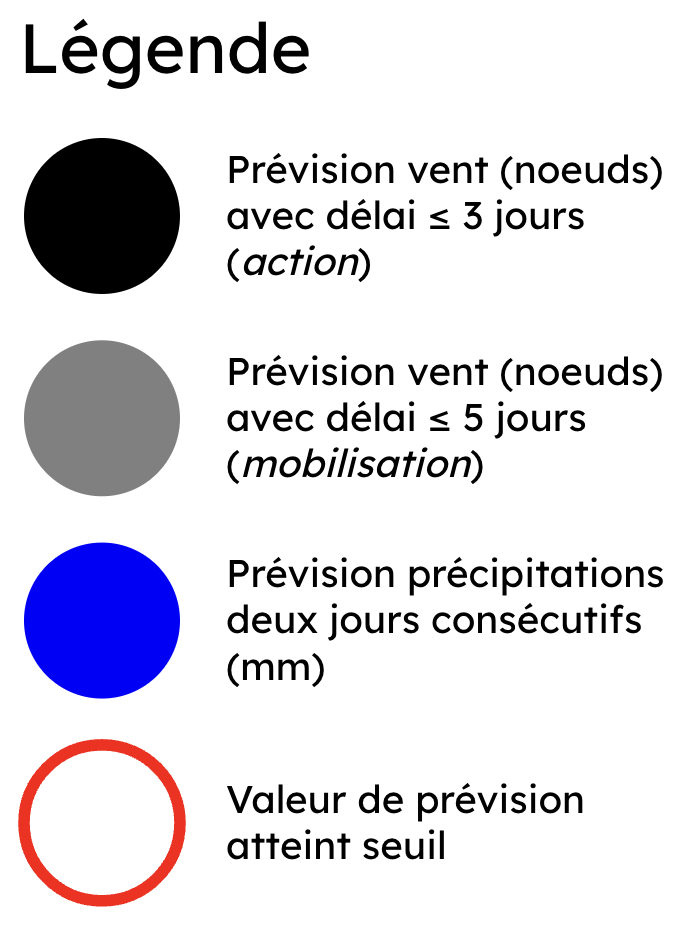 Légende
Prévision vent (noeuds)
avec délai ≤ 3 jours
(action)
Prévision vent (noeuds)
avec délai ≤ 5 jours
(mobilisation)
Prévision précipitations
deux jours consécutifs
(mm)
Valeur de prévision
atteint seuil